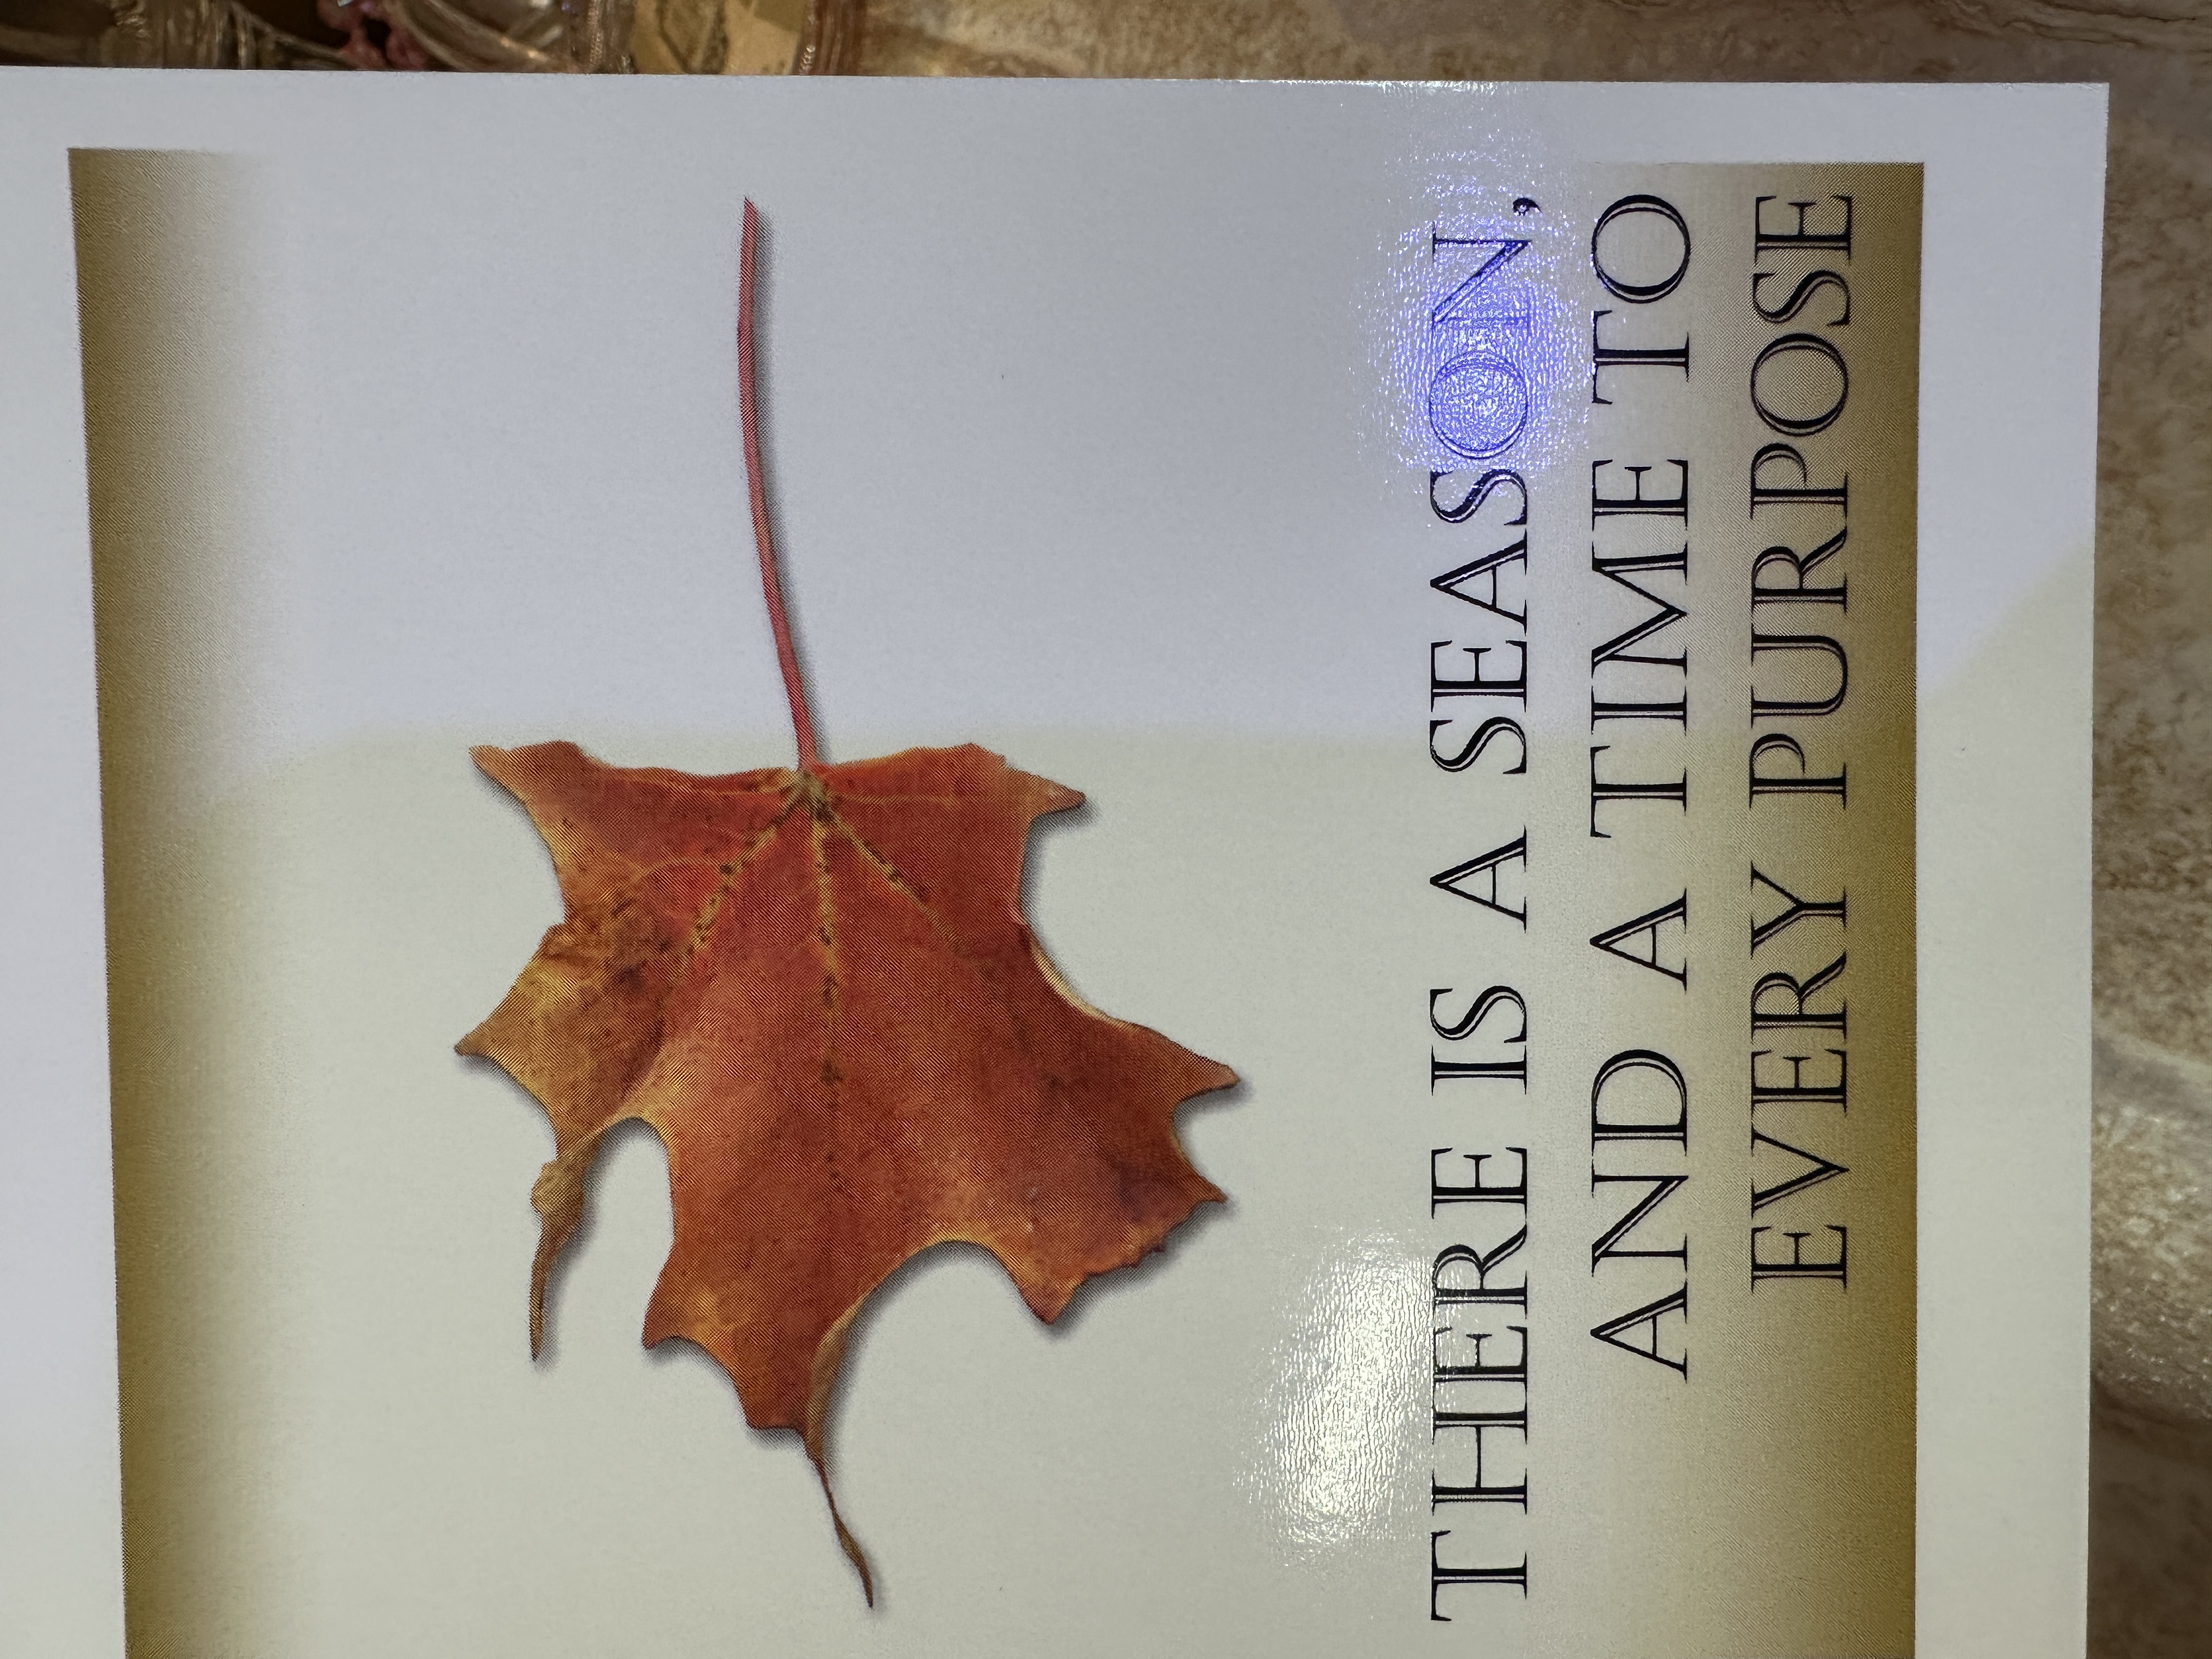 THERE IS A SEASON,
AND A TIME TO
EVERY PURPOSE